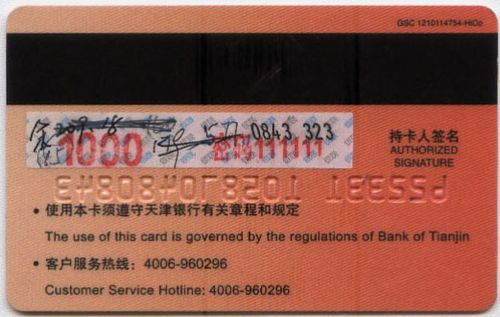 GSC 1210114754-HiCo
1000
密码111111
0843 323
持卡人签名
AUTHORIZED
SIGNATURE
• 使用本卡须遵守天津银行有关章程和规定
The use of this card is governed by the regulations of Bank of Tianjin
• 客户服务热线：4006-960296
Customer Service Hotline: 4006-960296